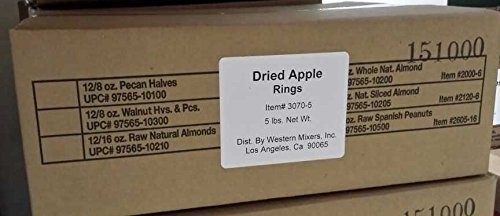 151000
12/8 oz. Pecan Halves
UPC# 97565-10100
12/8 oz. Walnut Hvs. & Pcs.
UPC# 97565-10300
12/16 oz. Raw Natural Almonds
UPC# 97565-10210
Dried Apple
Rings
Item# 3070-5
5 lbs. Net Wt.
Dist. By Western Mixers, Inc.
Los Angeles, Ca 90065
z. Whole Nat. Almond
97565-10200 Item #2000-6
oz. Nat. Sliced Almond
97565-10205 Item #2120-6
oz. Raw Spanish Peanuts
97565-10500 Item #2605-16
151000